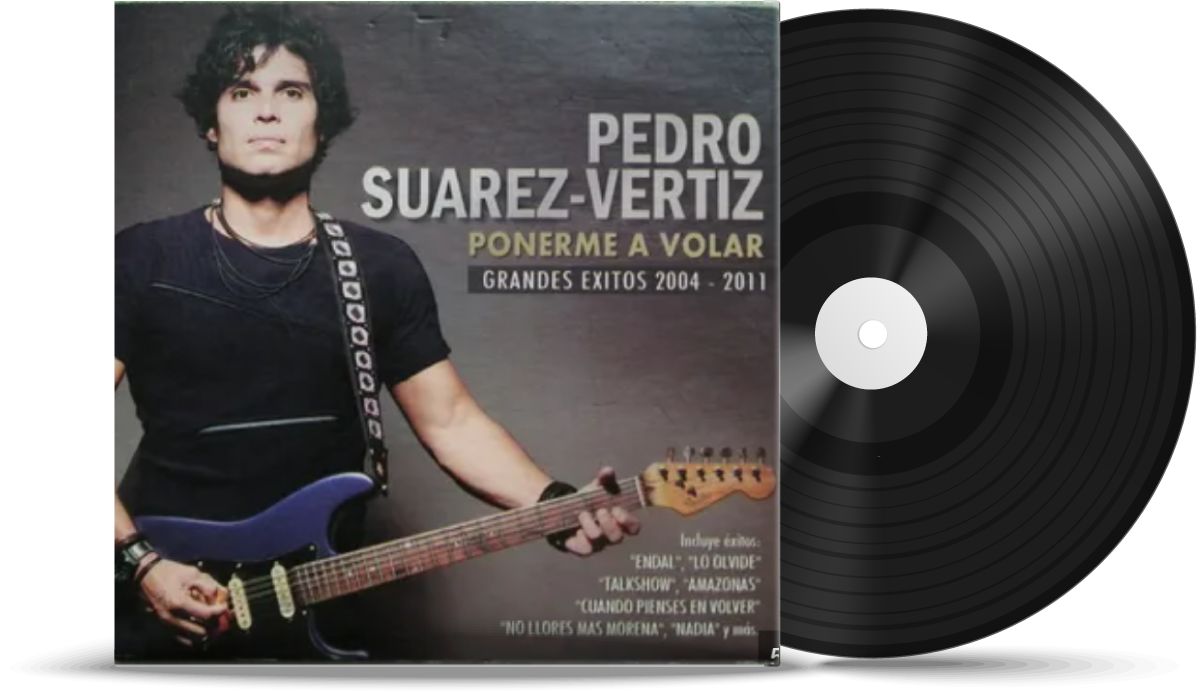 PEDRO
SUAREZ-VERTIZ
PONERME A VOLAR
GRANDES EXITOS 2004 - 2011
Incluye éxitos:
"ENDAL", "LO OLVIDE"
"TALKSHOW", "AMAZONAS"
"CUANDO PIENSES EN VOLVER"
"NO LLORES MAS MORENA", "NADIA" y más.